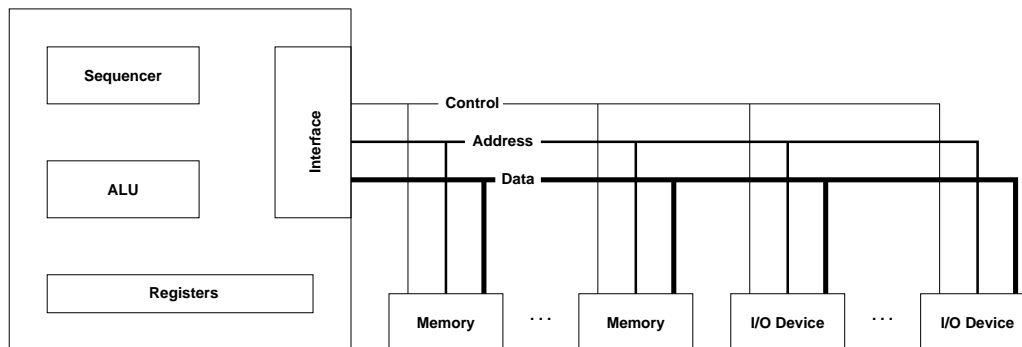 Sequencer
Interface
Control
Address
ALU
Data
Registers
Memory
...
Memory
I/O Device
...
I/O Device